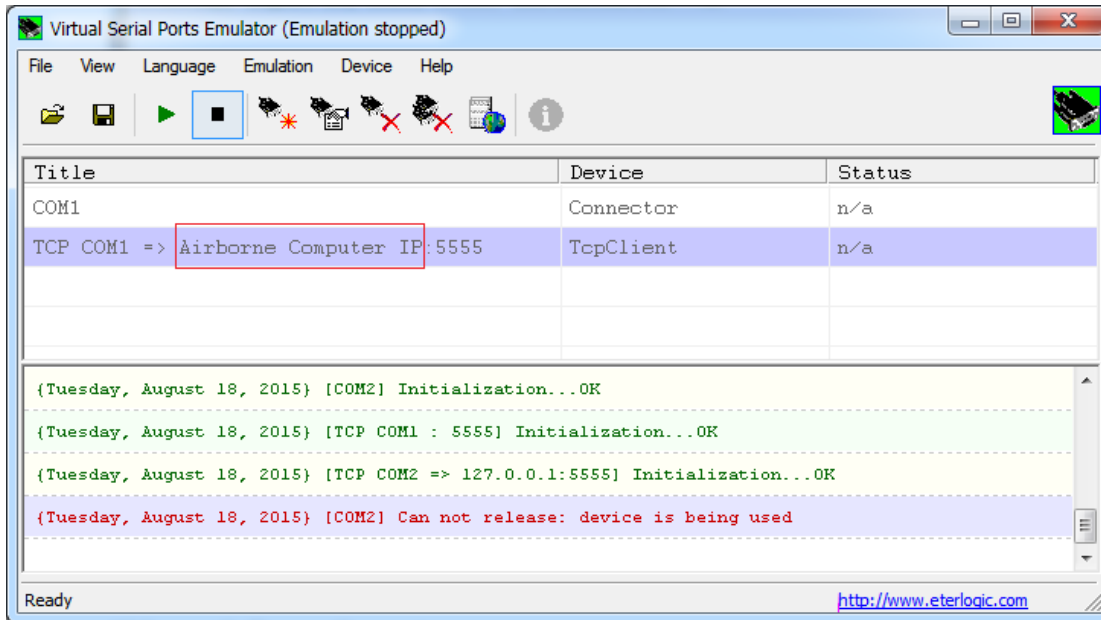 Virtual Serial Ports Emulator (Emulation stopped)
File View Language Emulation Device Help
Title Device Status
COM1 Connector n/a
TCP COM1 => Airborne Computer IP:5555 TcpClient n/a
{Tuesday, August 18, 2015} [COM2] Initialization...OK
{Tuesday, August 18, 2015} [TCP COM1 : 5555] Initialization...OK
{Tuesday, August 18, 2015} [TCP COM2 => 127.0.0.1:5555] Initialization...OK
{Tuesday, August 18, 2015} [COM2] Can not release: device is being used
Ready http://www.eterlogic.com